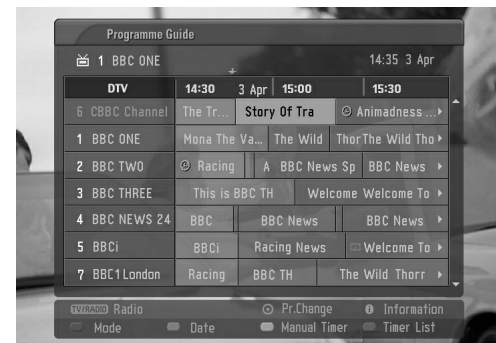 Programme Guide
1 BBC ONE 14:35 3 Apr
DTV 14:30 3 Apr 15:00 15:30
6 CBBC Channel The Tr... Story Of Tra Animadness ...
1 BBC ONE Mona The Va... The Wild ThorThe Wild Tho
2 BBC TWO Racing A BBC News Sp BBC News
3 BBC THREE This is BBC TH Welcome Welcome To
4 BBC NEWS 24 BBC BBC News BBC News
5 BBCi BBCi Racing News Welcome To
7 BBC1 London Racing BBC TH The Wild Thorr
TV/RADIO Radio Pr.Change i Information
Mode Date Manual Timer Timer List